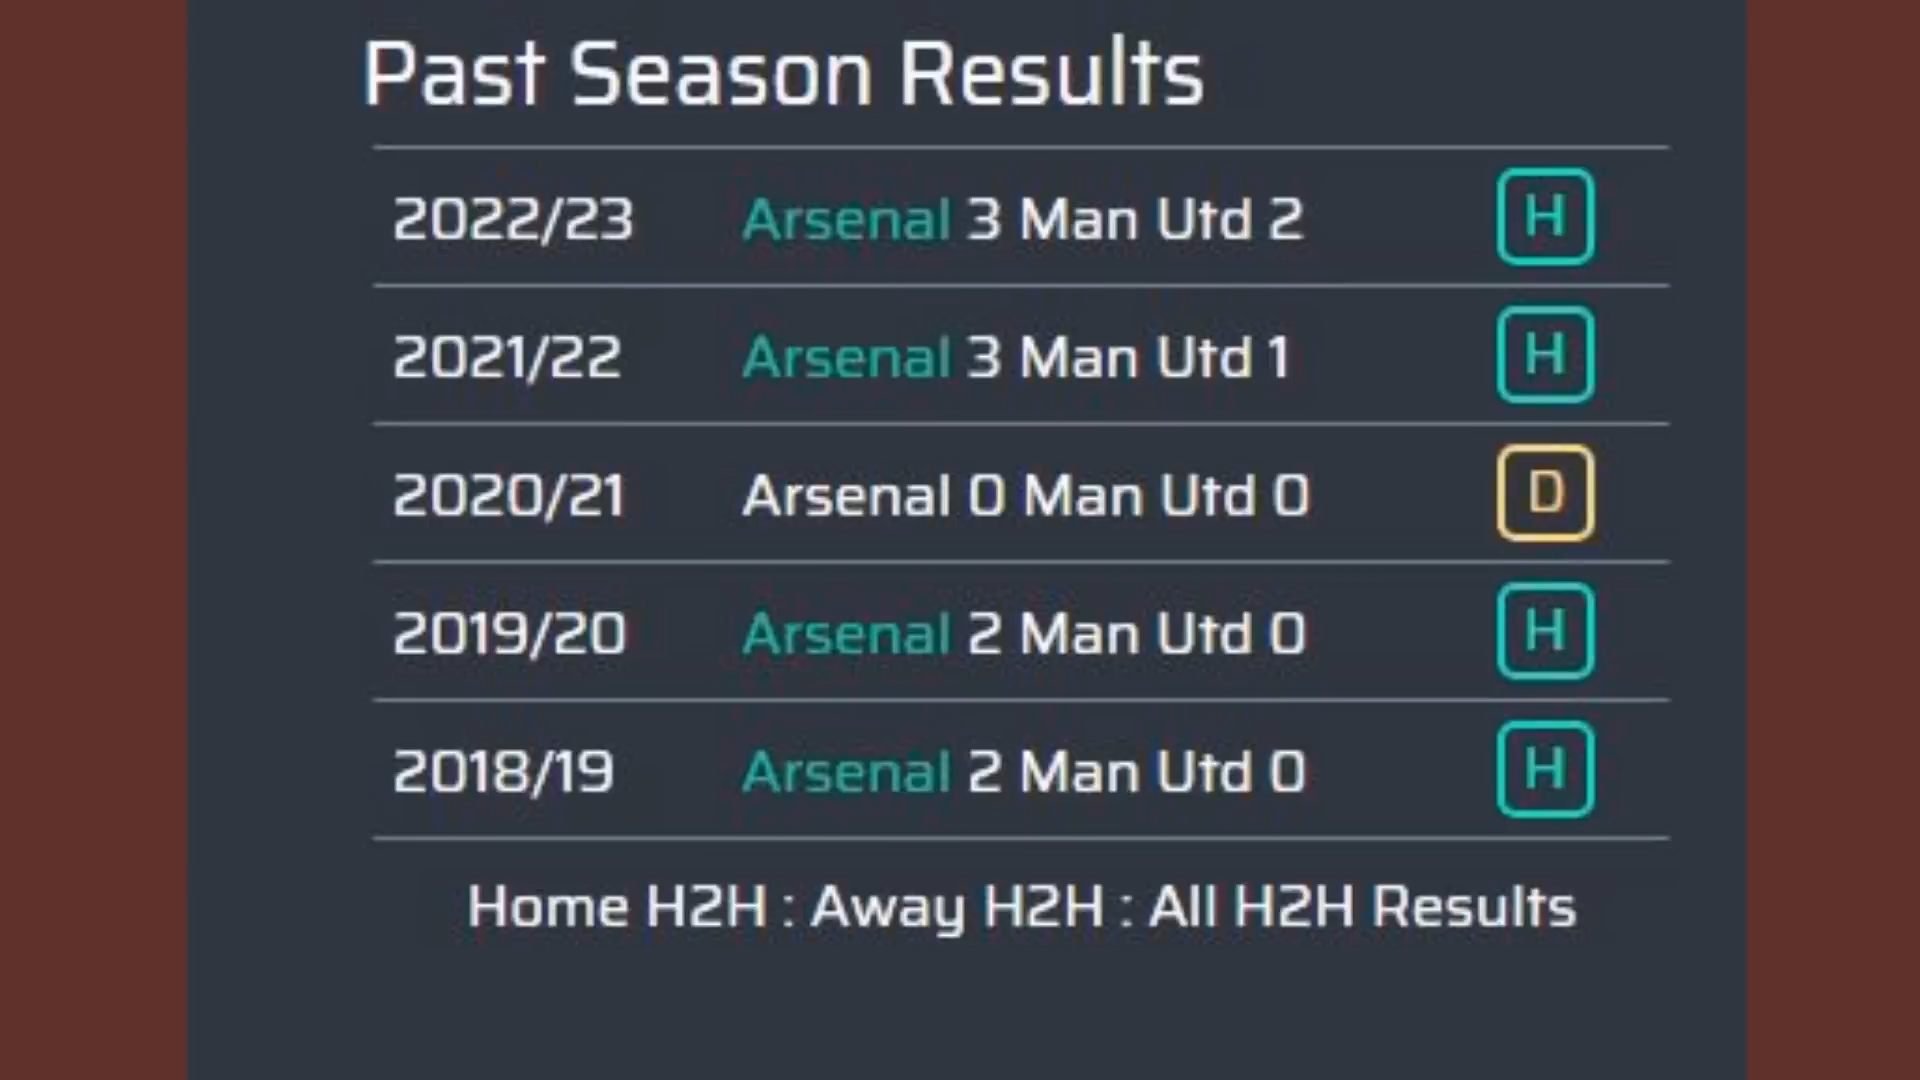 Past Season Results
2022/23 Arsenal 3 Man Utd 2 H
2021/22 Arsenal 3 Man Utd 1 H
2020/21 Arsenal 0 Man Utd 0 D
2019/20 Arsenal 2 Man Utd 0 H
2018/19 Arsenal 2 Man Utd 0 H
Home H2H : Away H2H : All H2H Results